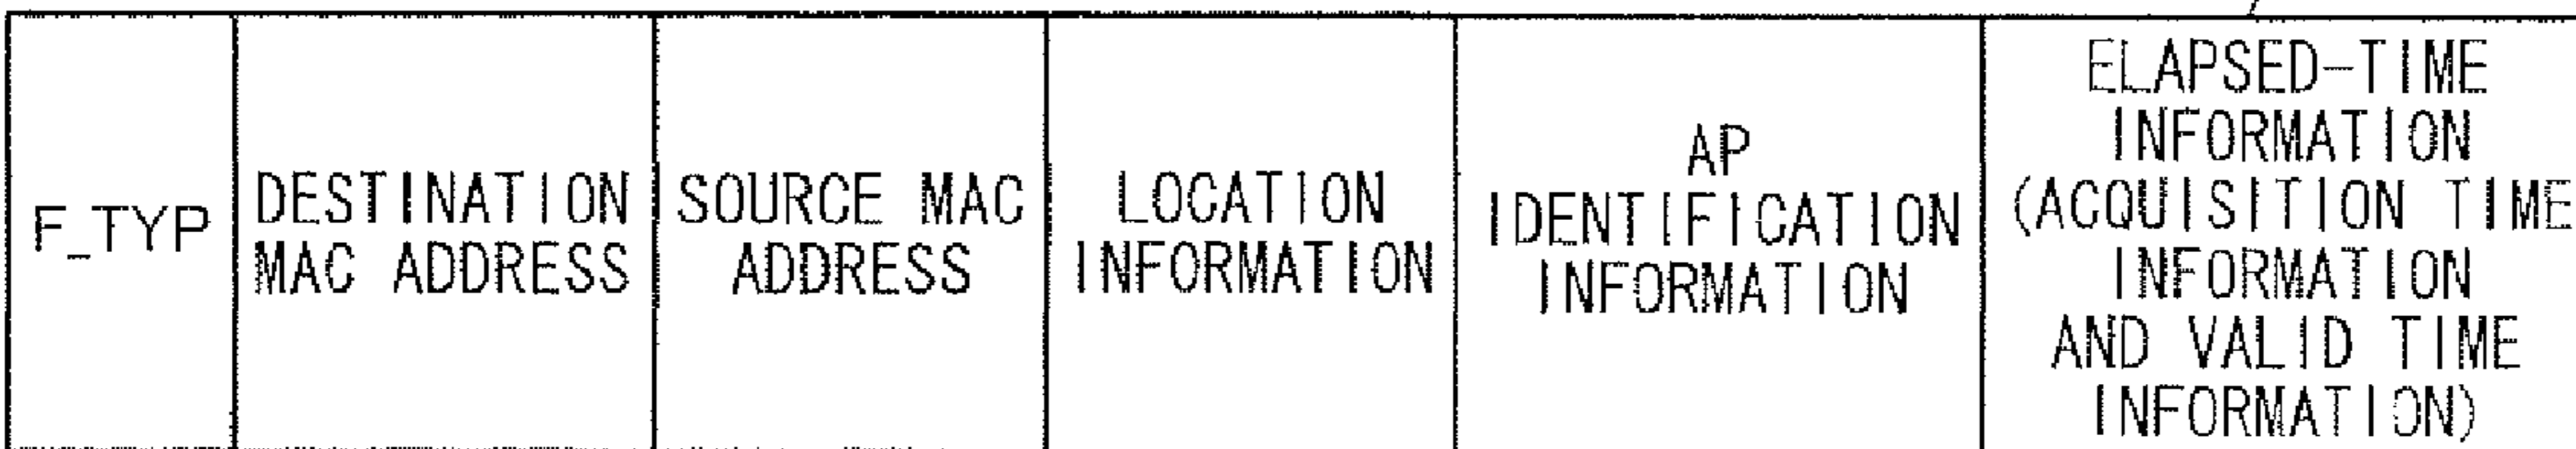 F_TYP
DESTINATION
MAC ADDRESS
SOURCE MAC
ADDRESS
LOCATION
INFORMATION
AP
IDENTIFICATION
INFORMATION
ELAPSED-TIME
INFORMATION
(ACQUISITION TIME
INFORMATION
AND VALID TIME
INFORMATION)